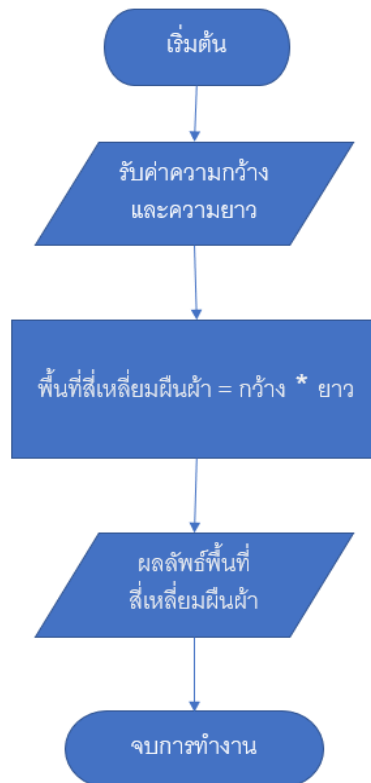 เริ่มต้น
รับค่าความกว้าง
และความยาว
พื้นที่สี่เหลี่ยมผืนผ้า = กว้าง * ยาว
ผลลัพธ์พื้นที่
สี่เหลี่ยมผืนผ้า
จบการทำงาน